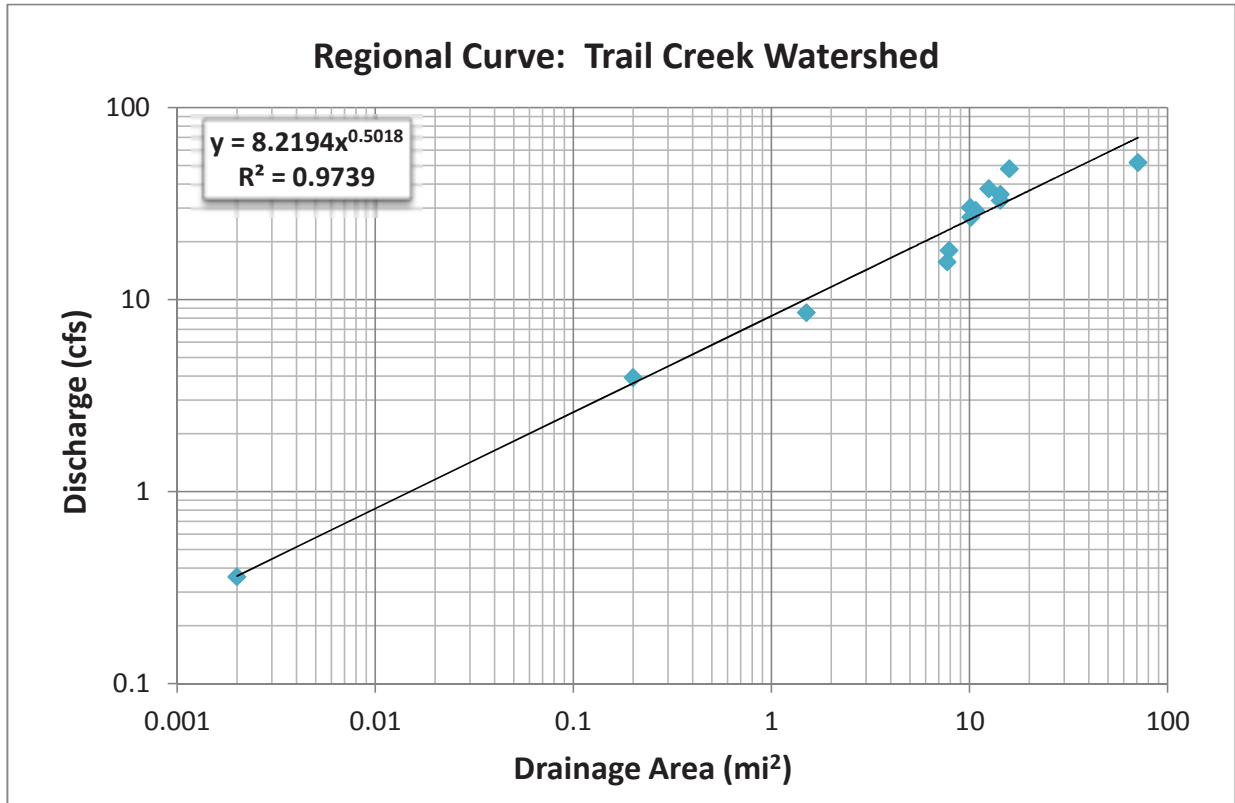 Regional Curve: Trail Creek Watershed
y = 8.2194x^0.5018
R² = 0.9739
100
10
1
0.1
Discharge (cfs)
0.001 0.01 0.1 1 10 100
Drainage Area (mi²)